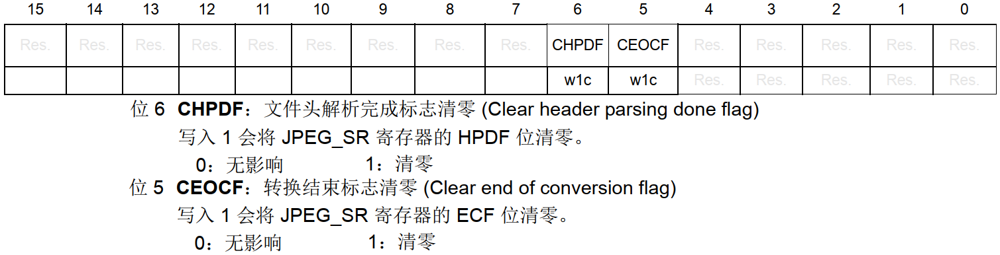 15 14 13 12 11 10 9 8 7 6 5 4 3 2 1 0
Res. Res. Res. Res. Res. Res. Res. Res. Res. CHPDF CEOCF Res. Res. Res. Res. Res.
w1c w1c Res. Res. Res. Res. Res.
位 6 CHPDF：文件头解析完成标志清零 (Clear header parsing done flag)
写入 1 会将 JPEG_SR 寄存器的 HPDF 位清零。
0：无影响 1：清零
位 5 CEOCF：转换结束标志清零 (Clear end of conversion flag)
写入 1 会将 JPEG_SR 寄存器的 ECF 位清零。
0：无影响 1：清零